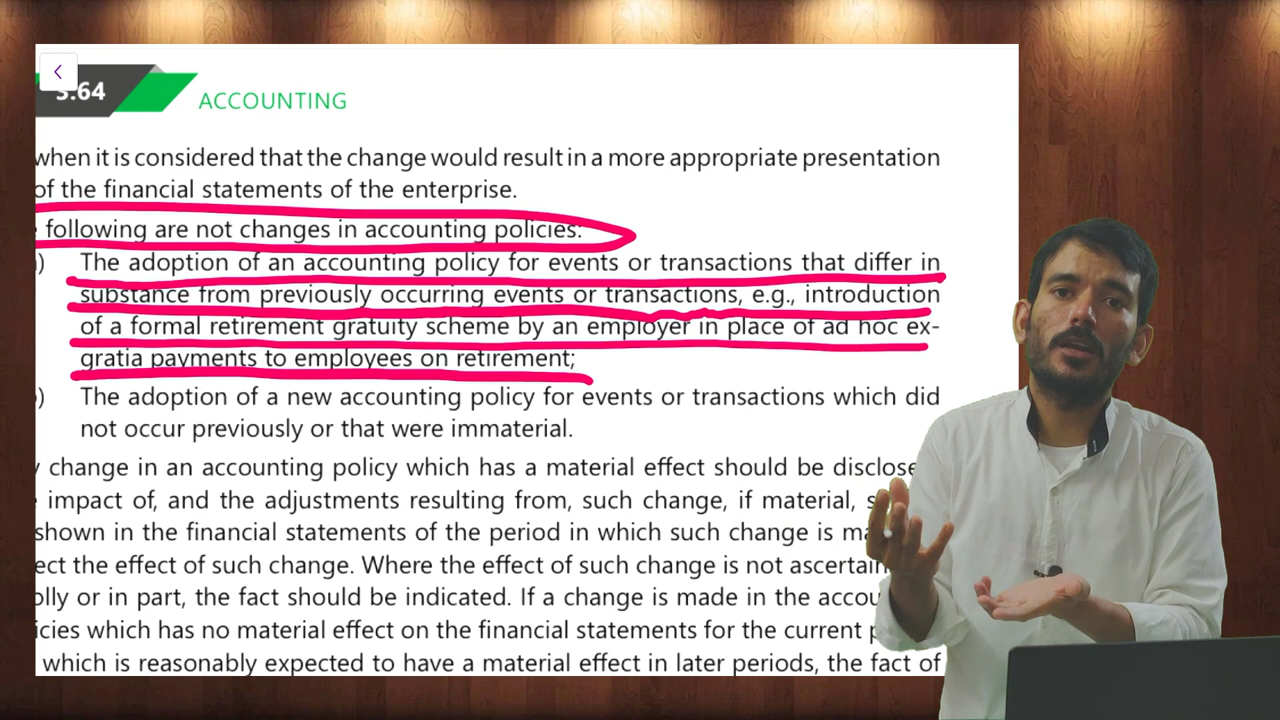 5.64
ACCOUNTING
when it is considered that the change would result in a more appropriate presentation
of the financial statements of the enterprise.
following are not changes in accounting policies:
The adoption of an accounting policy for events or transactions that differ in
substance from previously occurring events or transactions, e.g., introduction
of a formal retirement gratuity scheme by an employer in place of ad hoc ex-
gratia payments to employees on retirement;
The adoption of a new accounting policy for events or transactions which did
not occur previously or that were immaterial.
change in an accounting policy which has a material effect should be disclose
impact of, and the adjustments resulting from, such change, if material,
shown in the financial statements of the period in which such change is
the effect of such change. Where the effect of such change is not
or in part, the fact should be indicated. If a change is made in the
which has no material effect on the financial statements for the current
which is reasonably expected to have a material effect in later periods, the fact of